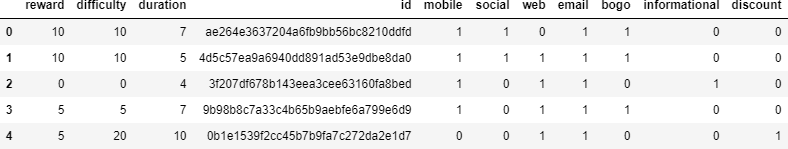 reward difficulty duration id mobile social web email bogo informational discount
0 10 10 7 ae264e3637204a6fb9bb56bc8210ddfd 1 1 0 1 1 0 0
1 10 10 5 4d5c57ea9a6940dd891ad53e9dbe8da0 1 1 1 1 1 0 0
2 0 0 4 3f207df678b143eea3cee63160fa8bed 1 0 1 1 0 1 0
3 5 5 7 9b98b8c7a33c4b65b9aebfe6a799e6d9 1 0 1 1 1 0 0
4 5 20 10 0b1e1539f2cc45b7b9fa7c272da2e1d7 0 0 1 1 0 0 1